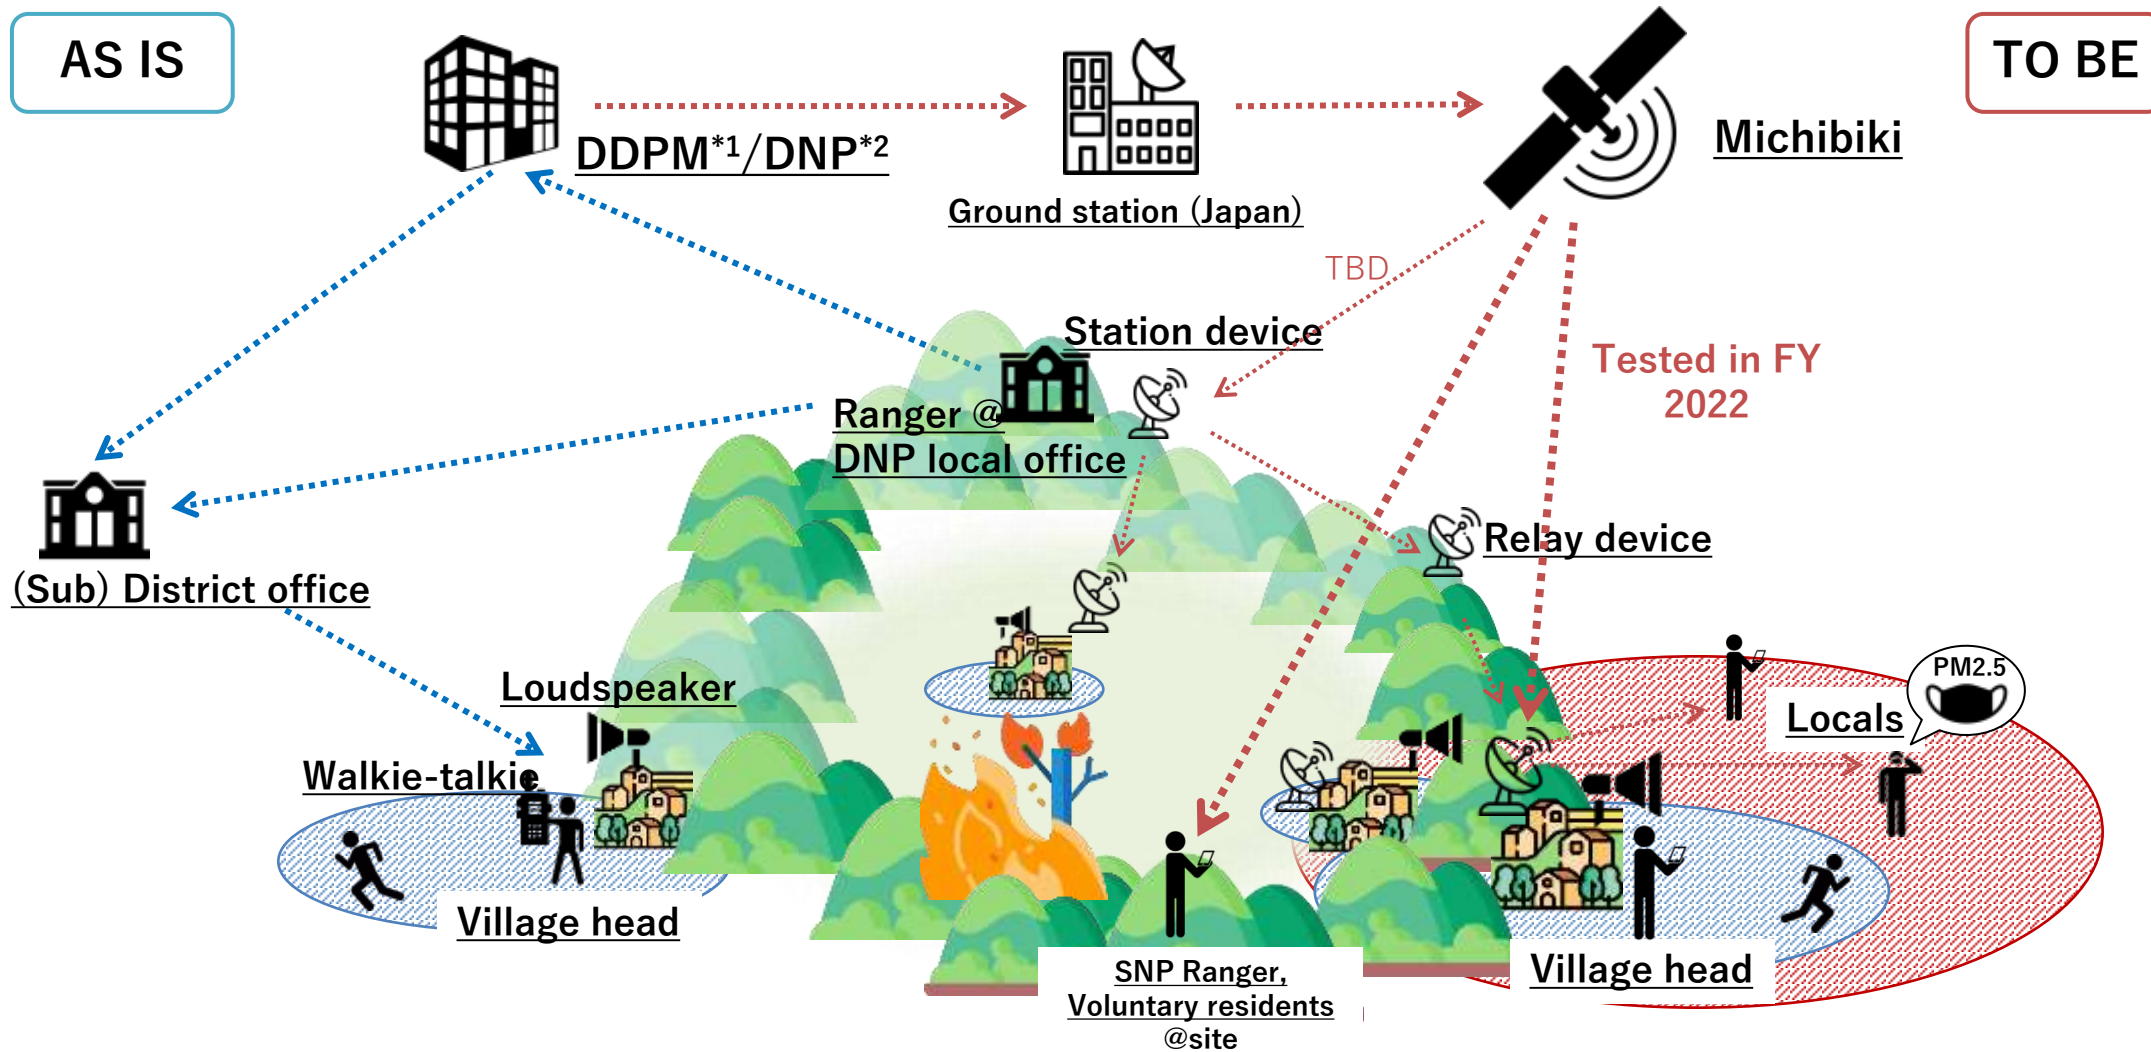 AS IS
TO BE
DDPM*1/DNP*2
Michibiki
Ground station (Japan)
TBD
Station device
Tested in FY
2022
Ranger @
DNP local office
Relay device
(Sub) District office
Loudspeaker
PM2.5
Locals
Walkie-talkie
Village head
SNP Ranger,
Voluntary residents
@site
Village head